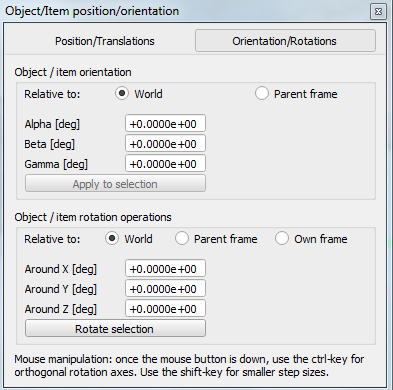 Object/Item position/orientation
Position/Translations Orientation/Rotations
Object / item orientation
Relative to: World Parent frame
Alpha [deg] +0.0000e+00
Beta [deg] +0.0000e+00
Gamma [deg] +0.0000e+00
Apply to selection
Object / item rotation operations
Relative to: World Parent frame Own frame
Around X [deg] +0.0000e+00
Around Y [deg] +0.0000e+00
Around Z [deg] +0.0000e+00
Rotate selection
Mouse manipulation: once the mouse button is down, use the ctrl-key for
orthogonal rotation axes. Use the shift-key for smaller step sizes.